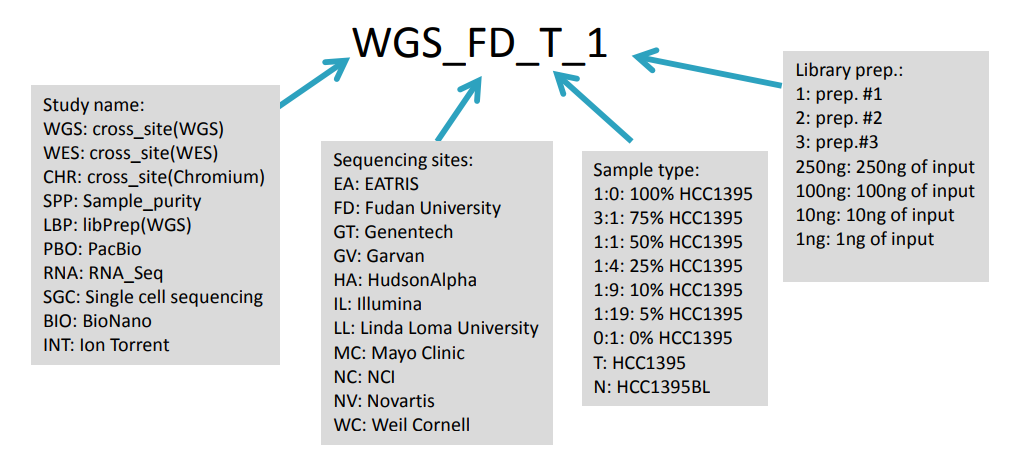 WGS_FD_T_1
Study name:
WGS: cross_site(WGS)
WES: cross_site(WES)
CHR: cross_site(Chromium)
SPP: Sample_purity
LBP: libPrep(WGS)
PBO: PacBio
RNA: RNA_Seq
SGC: Single cell sequencing
BIO: BioNano
INT: Ion Torrent
Sequencing sites:
EA: EATRIS
FD: Fudan University
GT: Genentech
GV: Garvan
HA: HudsonAlpha
IL: Illumina
LL: Linda Loma University
MC: Mayo Clinic
NC: NCI
NV: Novartis
WC: Weil Cornell
Sample type:
1:0: 100% HCC1395
3:1: 75% HCC1395
1:1: 50% HCC1395
1:4: 25% HCC1395
1:9: 10% HCC1395
1:19: 5% HCC1395
0:1: 0% HCC1395
T: HCC1395
N: HCC1395BL
Library prep.:
1: prep. #1
2: prep. #2
3: prep.#3
250ng: 250ng of input
100ng: 100ng of input
10ng: 10ng of input
1ng: 1ng of input